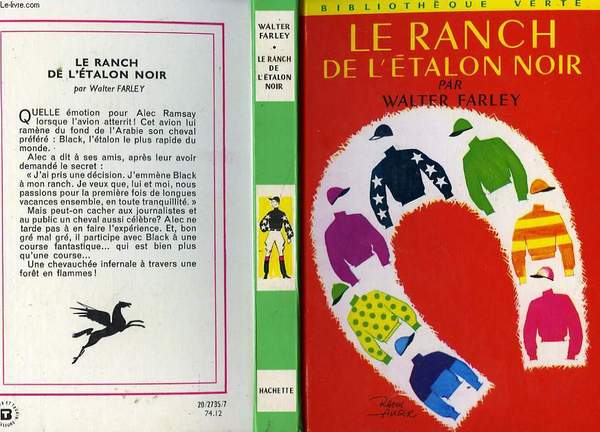 Le-livre.com
LE RANCH
DE L'ÉTALON NOIR
par Walter FARLEY
QUELLE émotion pour Alec Ramsay
lorsque l'avion atterrit! Cet avion lui
ramène du fond de l'Arabie son cheval
préféré : Black, l'étalon le plus rapide du
monde.
Alec a dit à ses amis, après leur avoir
demandé le secret :
« J'ai pris une décision. J'emmène Black
à mon ranch. Je veux que, lui et moi, nous
passions pour la première fois de longues
vacances ensemble, en toute tranquillité. »
Mais peut-on cacher aux journalistes et
au public un cheval aussi célèbre? Alec ne
tarde pas à en faire l'expérience. Et, bon
gré mal gré, il participe avec Black à une
course fantastique... qui est bien plus
qu'une course...
Une chevauchée infernale à travers une
forêt en flammes!
20/2735/7
74.12
WALTER
FARLEY
•
LE RANCH
DE
L'ÉTALON
NOIR
HACHETTE
BIBLIOTHÈQUE VERTE
LE RANCH
DE L'ÉTALON NOIR
PAR
WALTER FARLEY
RAOUL
AUGER